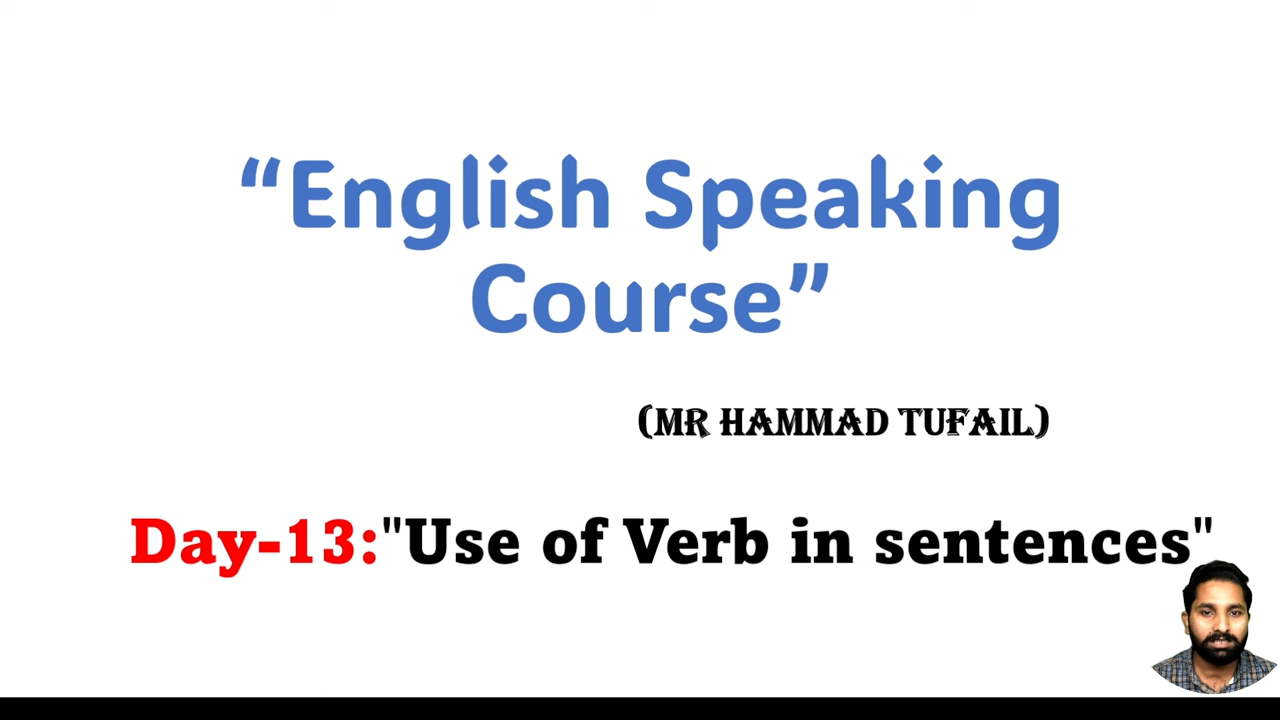 “English Speaking
Course”
(MR HAMMAD TUFAIL)
Day-13:"Use of Verb in sentences"